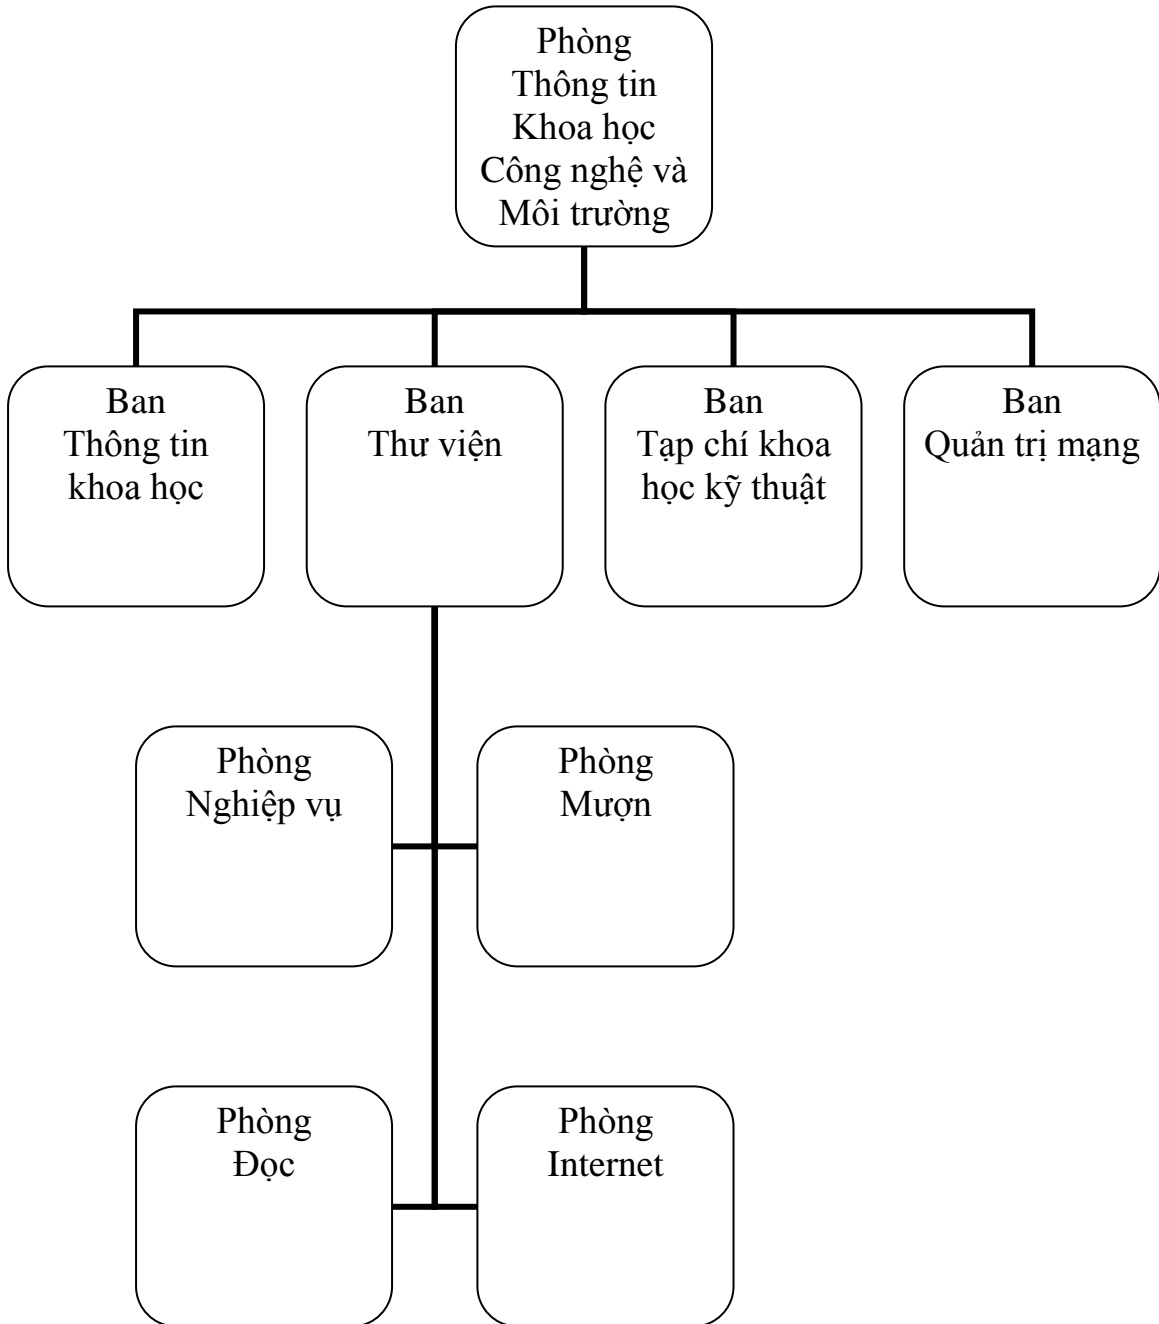 Phòng
Thông tin
Khoa học
Công nghệ và
Môi trường
Ban
Thông tin
khoa học
Ban
Thư viện
Ban
Tạp chí khoa
học kỹ thuật
Ban
Quản trị mạng
Phòng
Nghiệp vụ
Phòng
Mượn
Phòng
Đọc
Phòng
Internet